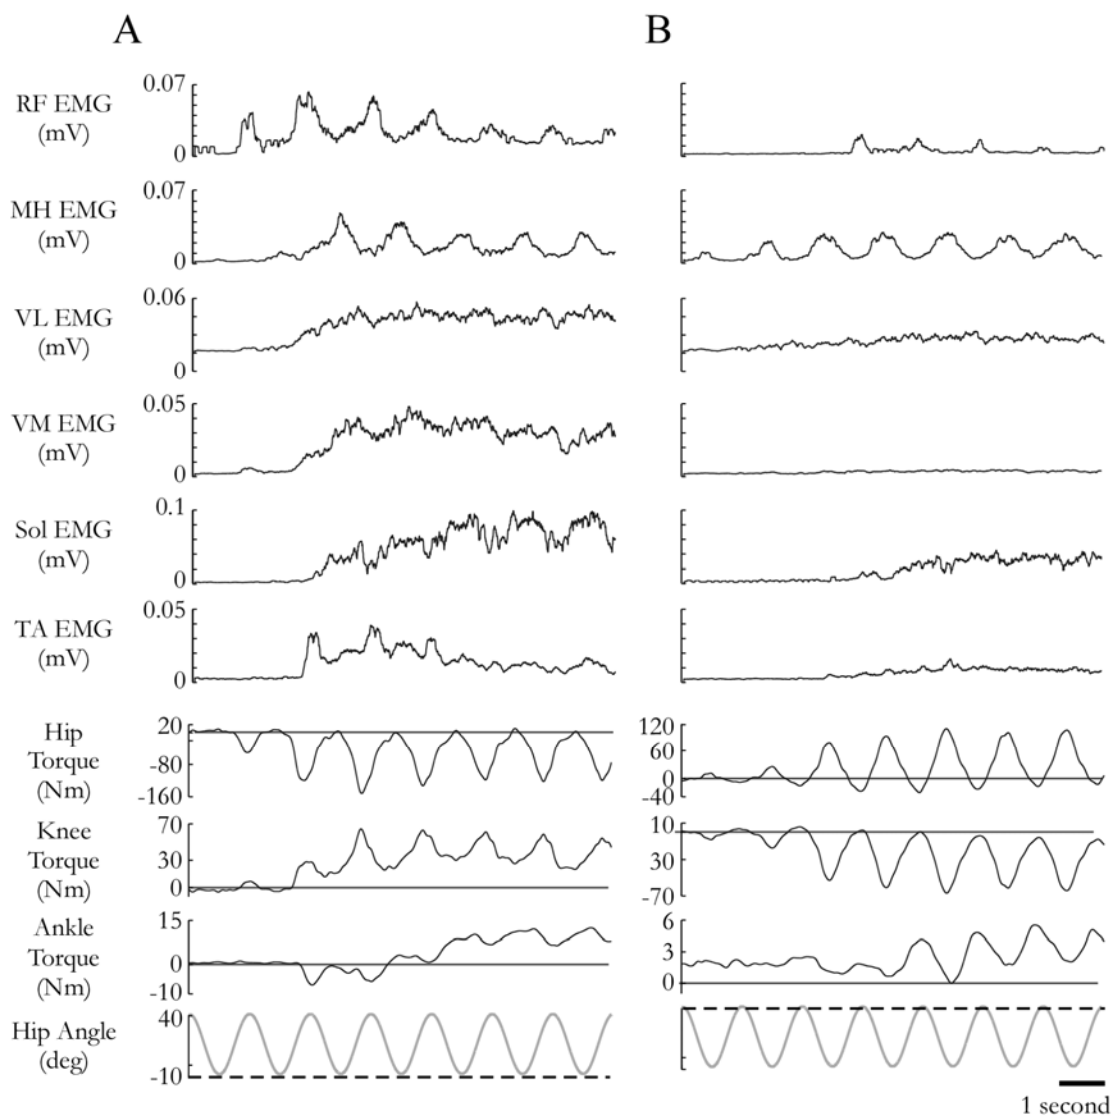 A B
RF EMG
(mV)
0.07
0
MH EMG
(mV)
0.07
0
VL EMG
(mV)
0.06
0
VM EMG
(mV)
0.05
0
Sol EMG
(mV)
0.1
0
TA EMG
(mV)
0.05
0
Hip
Torque
(Nm)
20
-80
-160
120
60
0
-40
Knee
Torque
(Nm)
70
30
0
10
30
-70
Ankle
Torque
(Nm)
15
0
-10
6
3
0
Hip Angle
(deg)
40
-10
1 second